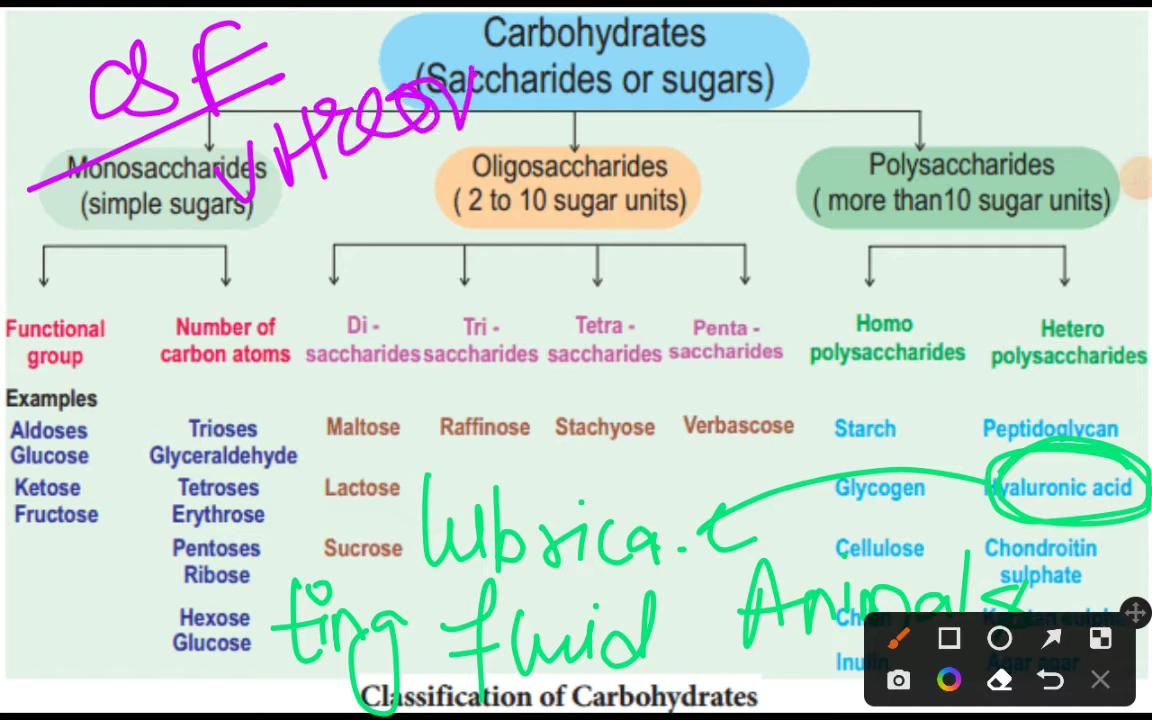 Carbohydrates
(Saccharides or sugars)
Monosaccharides
(simple sugars)
Oligosaccharides
( 2 to 10 sugar units)
Polysaccharides
( more than10 sugar units)
Functional
group
Number of
carbon atoms
Di -
saccharides
Tri -
saccharides
Tetra -
saccharides
Penta -
saccharides
Homo
polysaccharides
Hetero
polysaccharides
Examples
Aldoses
Glucose
Ketose
Fructose
Trioses
Glyceraldehyde
Tetroses
Erythrose
Pentoses
Ribose
Hexose
Glucose
Maltose
Lactose
Sucrose
Raffinose
Stachyose
Verbascose
Starch
Glycogen
Cellulose
Inulin
Peptidoglycan
Hyaluronic acid
Chondroitin
sulphate
Agar agar
lubrica.
ting fluid
Animals
Classification of Carbohydrates